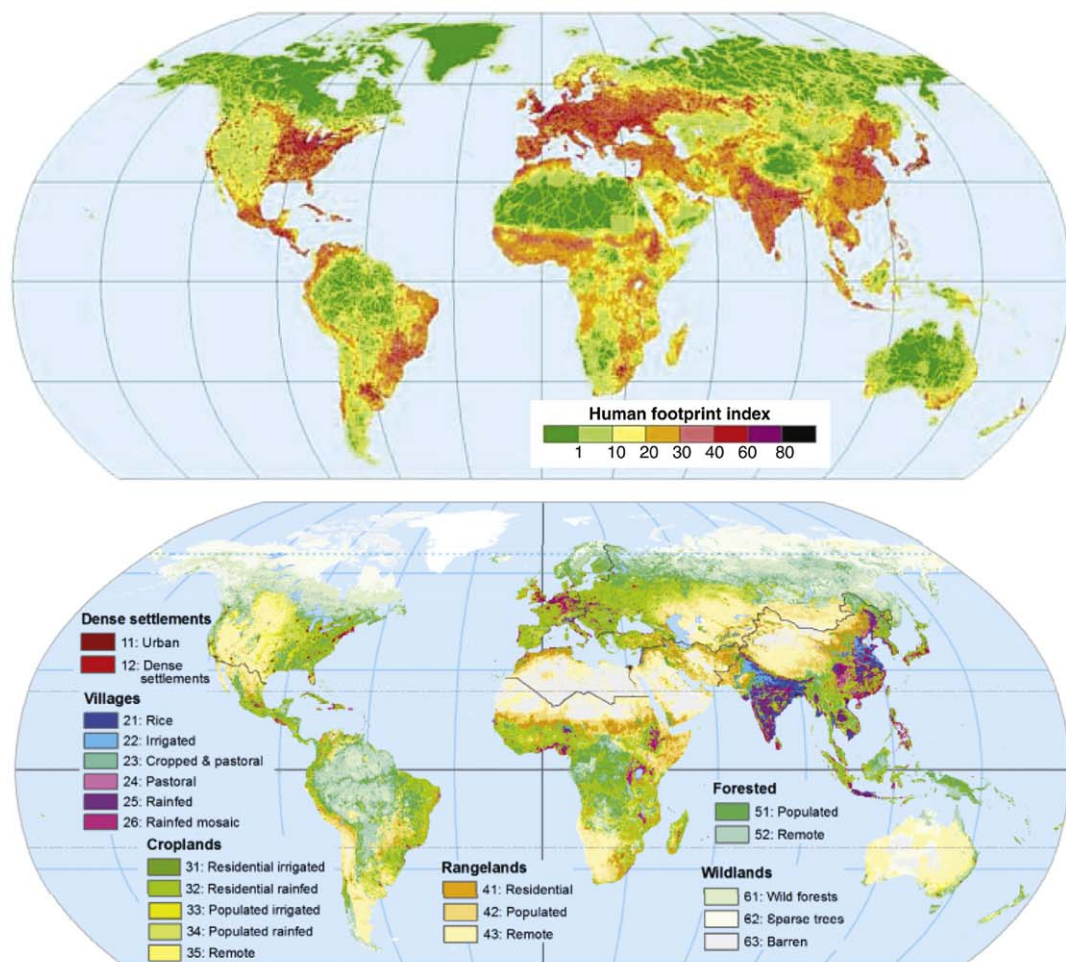 Human footprint index
1 10 20 30 40 60 80
Dense settlements
11: Urban
12: Dense
settlements
Villages
21: Rice
22: Irrigated
23: Cropped & pastoral
24: Pastoral
25: Rainfed
26: Rainfed mosaic
Croplands
31: Residential irrigated
32: Residential rainfed
33: Populated irrigated
34: Populated rainfed
35: Remote
Rangelands
41: Residential
42: Populated
43: Remote
Forested
51: Populated
52: Remote
Wildlands
61: Wild forests
62: Sparse trees
63: Barren